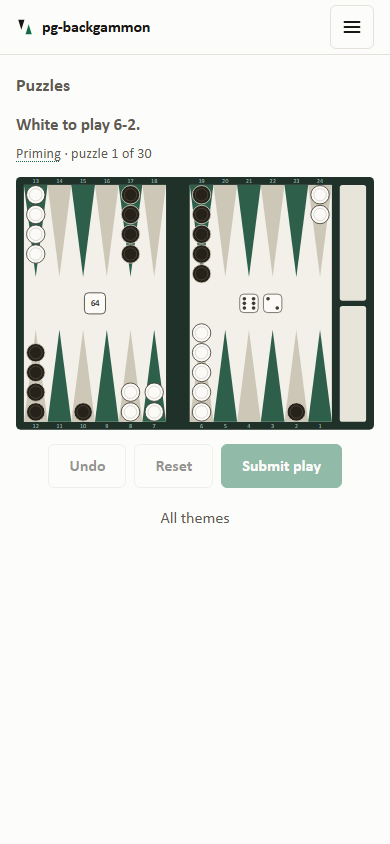 pg-backgammon
Puzzles
White to play 6-2.
Priming · puzzle 1 of 30
13 14 15 16 17 18 19 20 21 22 23 24
64
12 11 10 9 8 7 6 5 4 3 2 1
Undo Reset Submit play
All themes